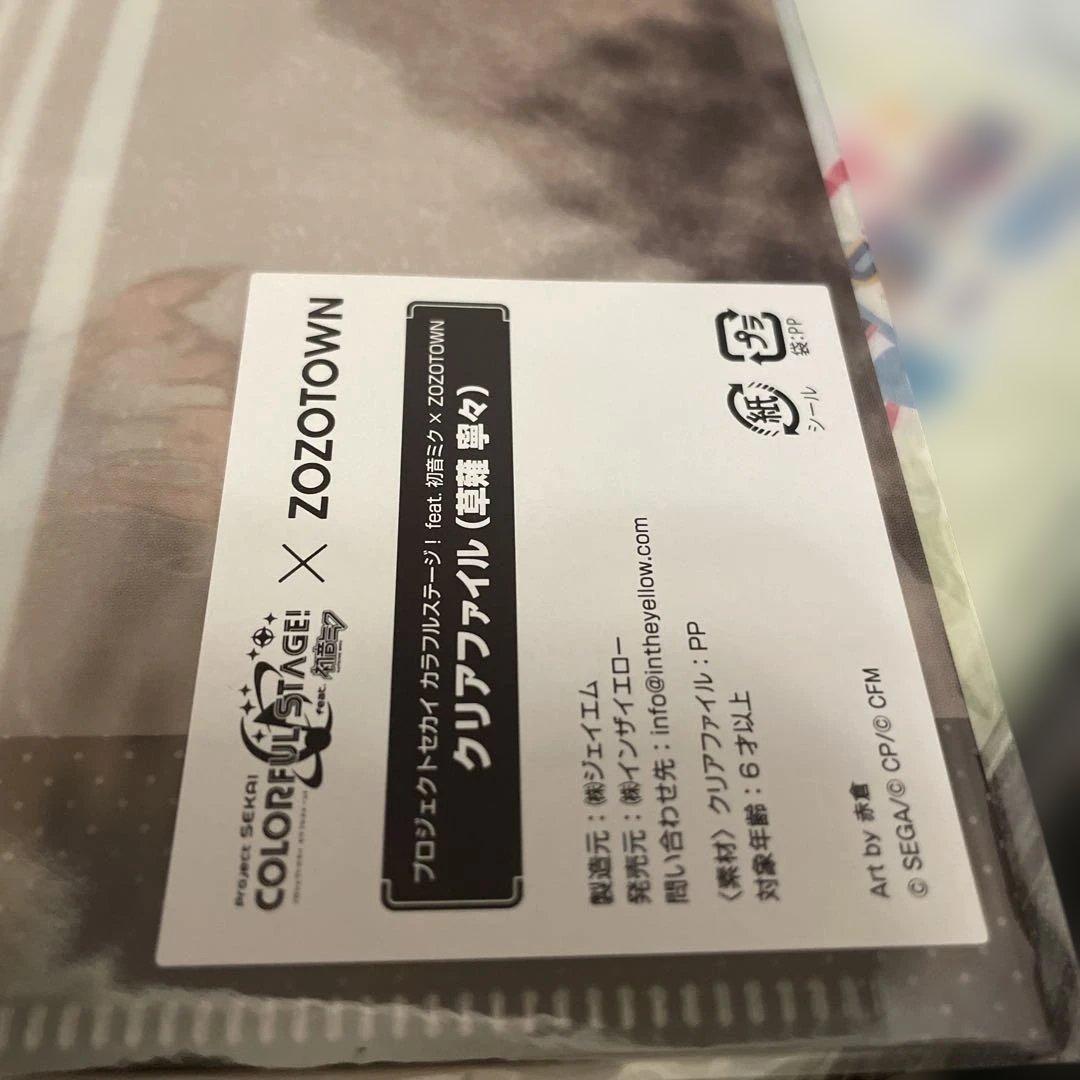 Project SEKAI
COLORFUL STAGE!
feat. 初音ミク
× ZOZOTOWN
プロジェクトセカイ カラフルステージ! feat. 初音ミク × ZOZOTOWN
クリアファイル (草薙 寧々)
製造元：㈱ジェイエム
発売元：㈱インザイエロー
問い合わせ先：info@intheyellow.com
〈素材〉クリアファイル：PP
対象年齢：6才以上
紙
シール
プラ
袋:PP
Art by 赤倉
© SEGA/© CP/© CFM